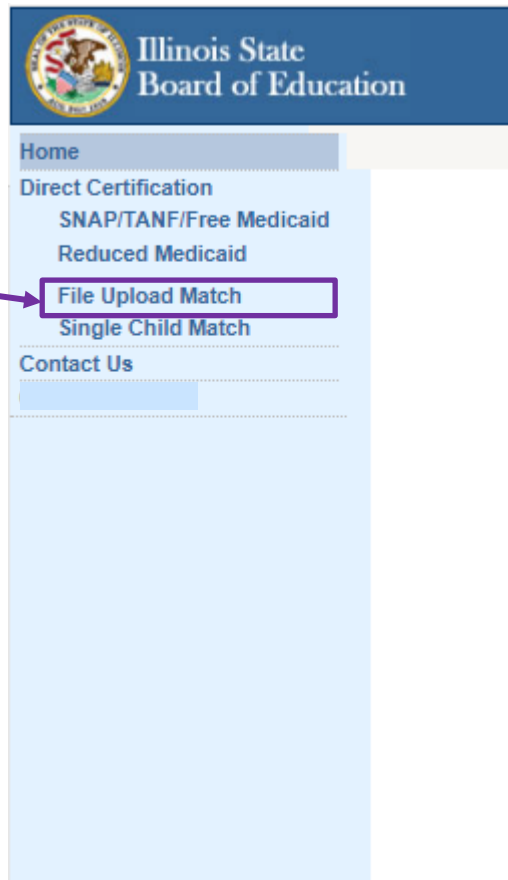 Illinois State
Board of Education
Home
Direct Certification
SNAP/TANF/Free Medicaid
Reduced Medicaid
File Upload Match
Single Child Match
Contact Us